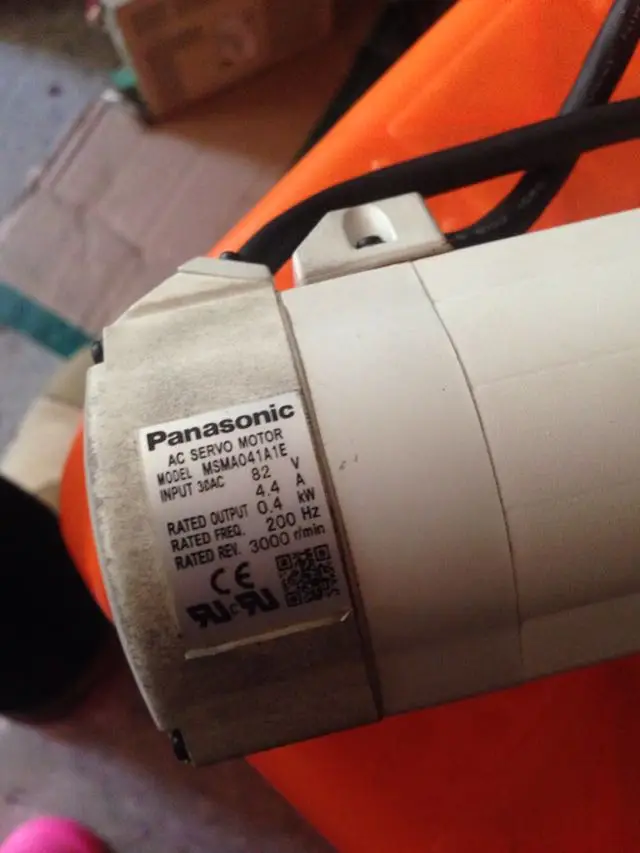 Panasonic
AC SERVO MOTOR
MODEL MSMA041A1E
INPUT 3ØAC 82 V
4.4 A
RATED OUTPUT 0.4 kW
RATED FREQ. 200 Hz
RATED REV. 3000 r/min
CE